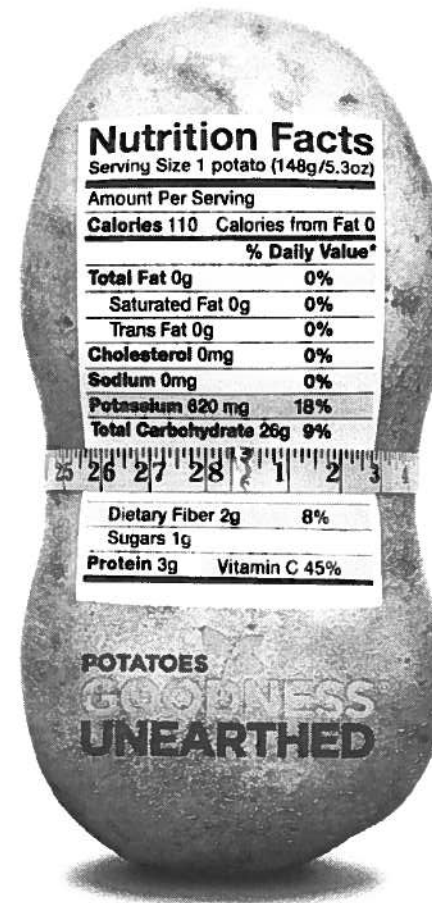 Nutrition Facts
Serving Size 1 potato (148g/5.3oz)
Amount Per Serving
Calories 110 Calories from Fat 0
% Daily Value*
Total Fat 0g 0%
Saturated Fat 0g 0%
Trans Fat 0g 0%
Cholesterol 0mg 0%
Sodium 0mg 0%
Potassium 620 mg 18%
Total Carbohydrate 26g 9%
25 26 27 28 1 2 3 4
Dietary Fiber 2g 8%
Sugars 1g
Protein 3g Vitamin C 45%
POTATOES
GOODNESS
UNEARTHED